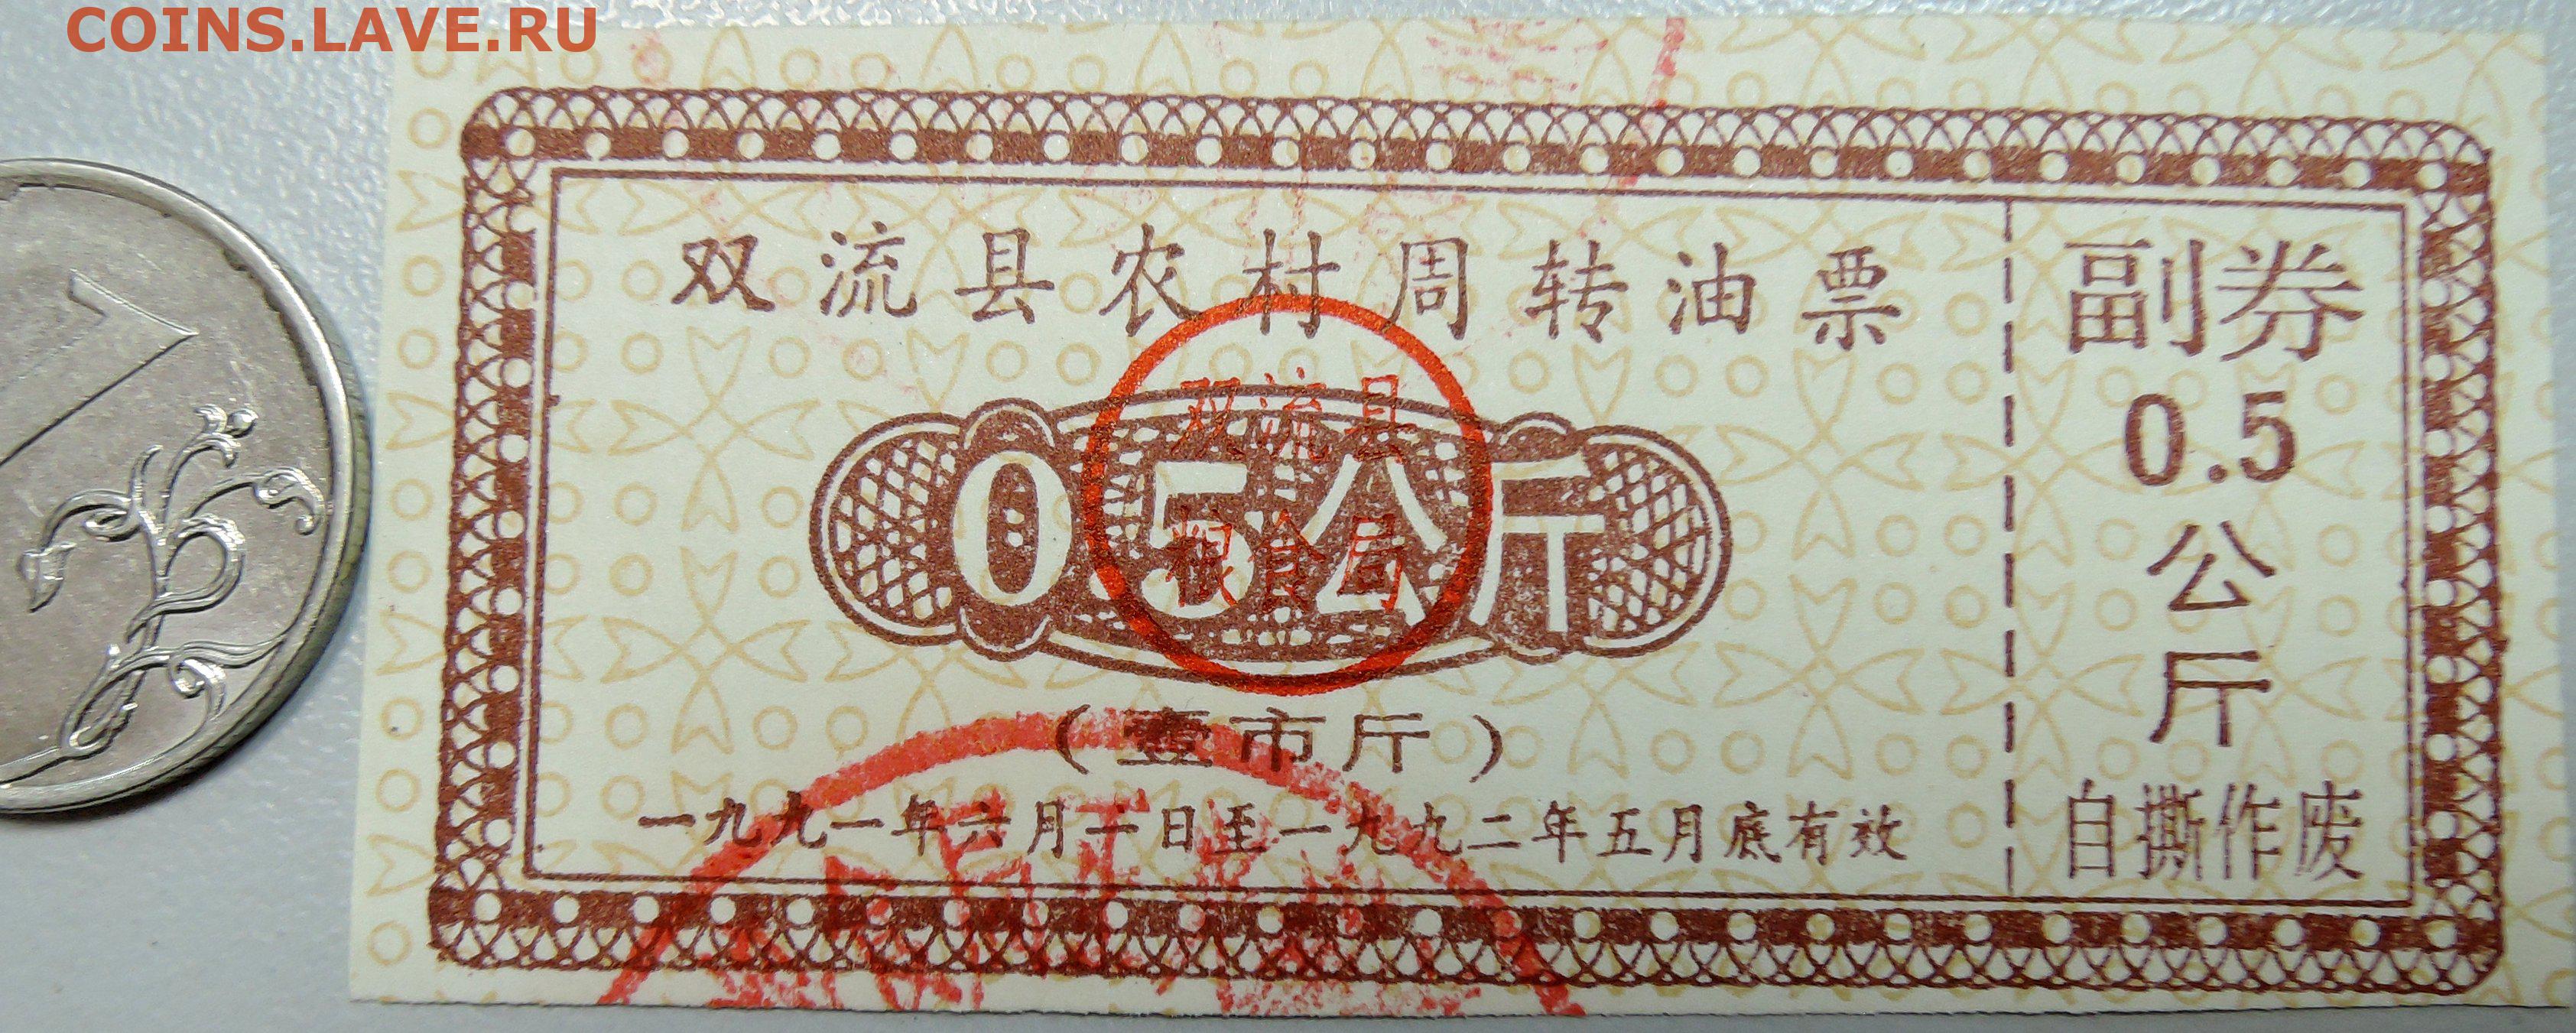 COINS.LAVE.RU
双流县农村周转油票
双流县
粮食局
0.5公斤
(壹市斤)
一九九一年六月一日至一九九二年五月底有效
副券
0.5
公
斤
自撕作废